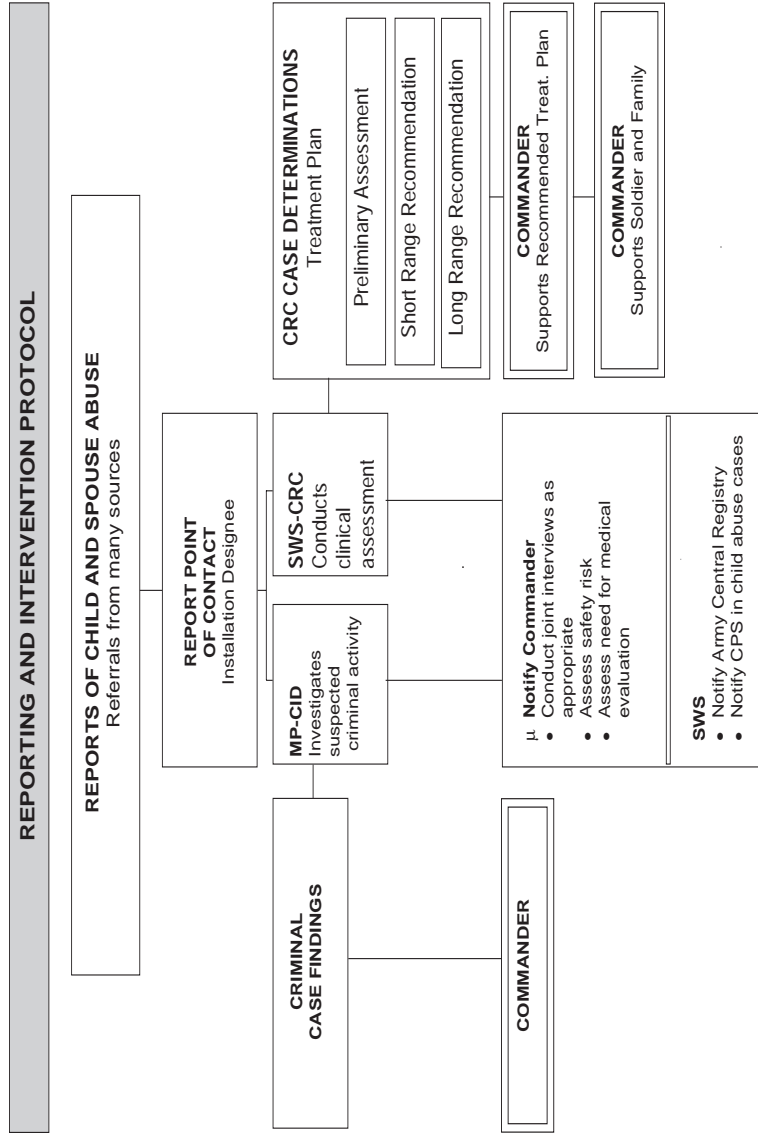 REPORTING AND INTERVENTION PROTOCOL
REPORTS OF CHILD AND SPOUSE ABUSE
Referrals from many sources
REPORT POINT
OF CONTACT
Installation Designee
CRIMINAL
CASE FINDINGS
MP-CID
Investigates
suspected
criminal activity
SWS-CRC
Conducts
clinical
assessment
CRC CASE DETERMINATIONS
Treatment Plan
Preliminary Assessment
Short Range Recommendation
Long Range Recommendation
COMMANDER
µ Notify Commander
● Conduct joint interviews as
appropriate
● Assess safety risk
● Assess need for medical
evaluation
SWS
● Notify Army Central Registry
● Notify CPS in child abuse cases
COMMANDER
Supports Recommended Treat. Plan
COMMANDER
Supports Soldier and Family